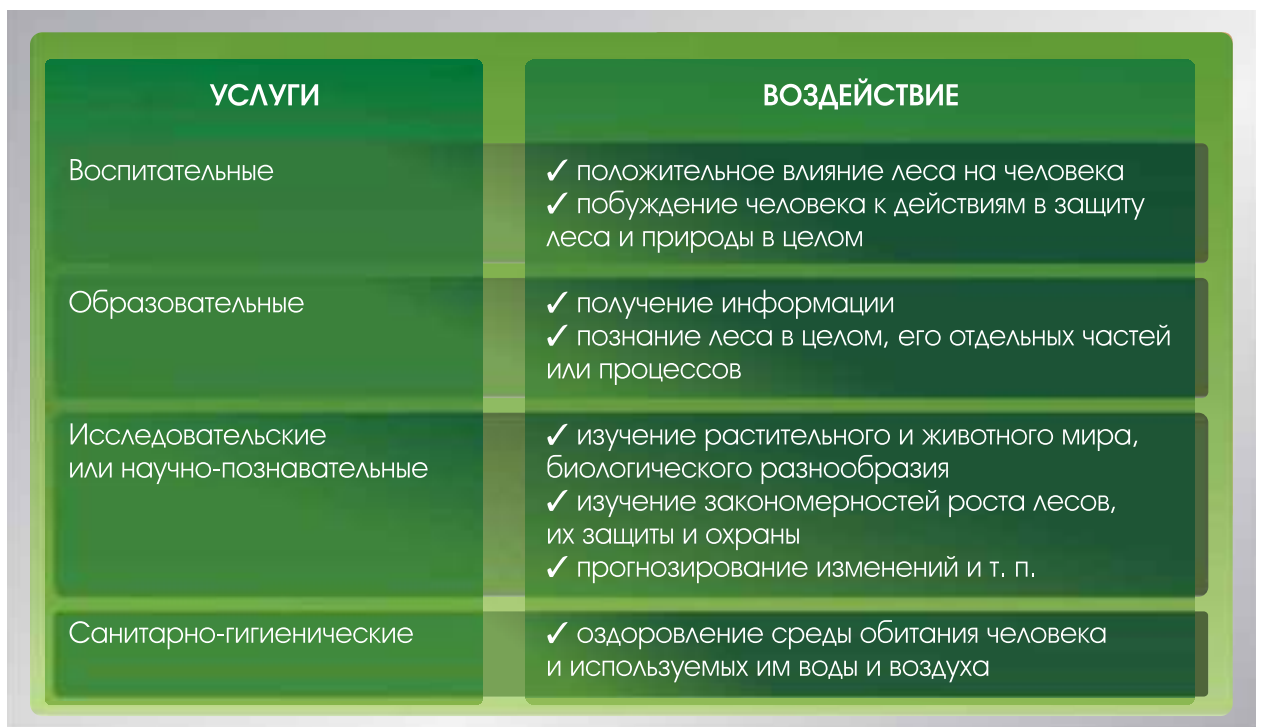 УСЛУГИ
ВОЗДЕЙСТВИЕ
Воспитательные
✓ положительное влияние леса на человека
✓ побуждение человека к действиям в защиту
леса и природы в целом
Образовательные
✓ получение информации
✓ познание леса в целом, его отдельных частей
или процессов
Исследовательские
или научно-познавательные
✓ изучение растительного и животного мира,
биологического разнообразия
✓ изучение закономерностей роста лесов,
их защиты и охраны
✓ прогнозирование изменений и т. п.
Санитарно-гигиенические
✓ оздоровление среды обитания человека
и используемых им воды и воздуха